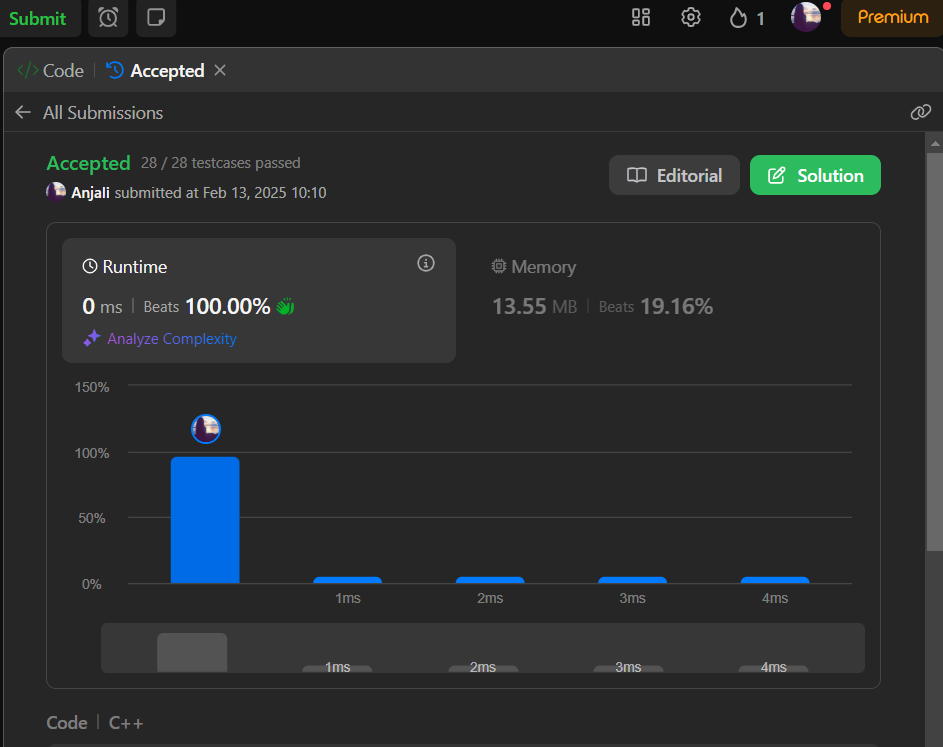 Submit 1 Premium
</> Code | Accepted ×
← All Submissions
Accepted 28 / 28 testcases passed
Anjali submitted at Feb 13, 2025 10:10
Editorial Solution
Runtime
0 ms | Beats 100.00%
Analyze Complexity
Memory
13.55 MB | Beats 19.16%
150%
100%
50%
0%
1ms 2ms 3ms 4ms
1ms 2ms 3ms 4ms
Code | C++